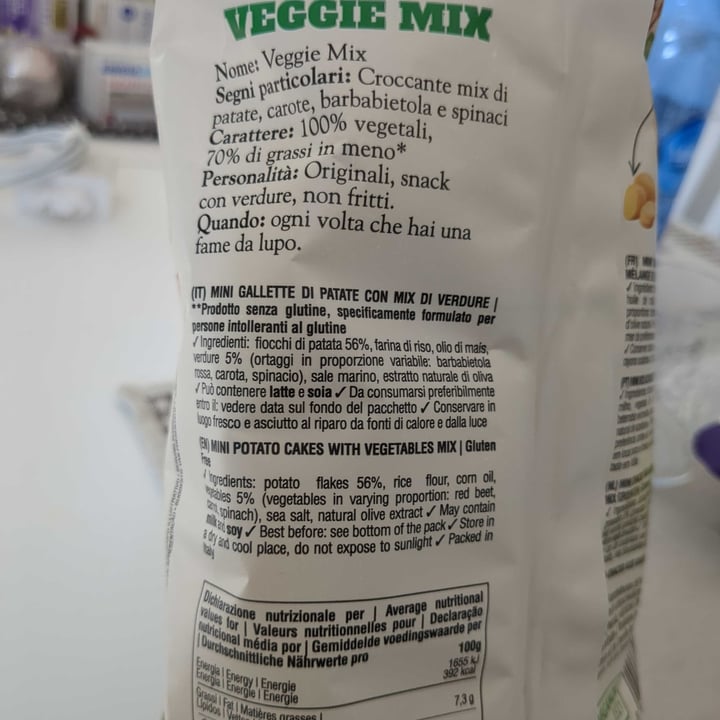 VEGGIE MIX
Nome: Veggie Mix
Segni particolari: Croccante mix di
patate, carote, barbabietola e spinaci
Carattere: 100% vegetali,
70% di grassi in meno*
Personalità: Originali, snack
con verdure, non fritti.
Quando: ogni volta che hai una
fame da lupo.
(IT) MINI GALLETTE DI PATATE CON MIX DI VERDURE |
**Prodotto senza glutine, specificamente formulato per
persone intolleranti al glutine
✓ Ingredienti: fiocchi di patata 56%, farina di riso, olio di mais,
verdure 5% (ortaggi in proporzione variabile: barbabietola
rossa, carota, spinacio), sale marino, estratto naturale di oliva
✓ Può contenere latte e soia ✓ Da consumarsi preferibilmente
entro il: vedere data sul fondo del pacchetto ✓ Conservare in
luogo fresco e asciutto al riparo da fonti di calore e dalla luce
(EN) MINI POTATO CAKES WITH VEGETABLES MIX | Gluten
Free
✓ Ingredients: potato flakes 56%, rice flour, corn oil,
vegetables 5% (vegetables in varying proportion: red beet,
carrot, spinach), sea salt, natural olive extract ✓ May contain
milk and soy ✓ Best before: see bottom of the pack ✓ Store in
a dry and cool place, do not expose to sunlight ✓ Packed in
Italy
Dichiarazione nutrizionale per | Average nutritional
values for | Valeurs nutritionnelles pour | Declaração
nutricional média por | Gemiddelde voedingswaarde per
| Durchschnittliche Nährwerte pro
100g
Energia | Energy | Energie
Energia | Energie | Energie
1655 kJ
392 kcal
Grassi | Fat | Matières grasses |
Lipidos |
7,3 g
(FR)